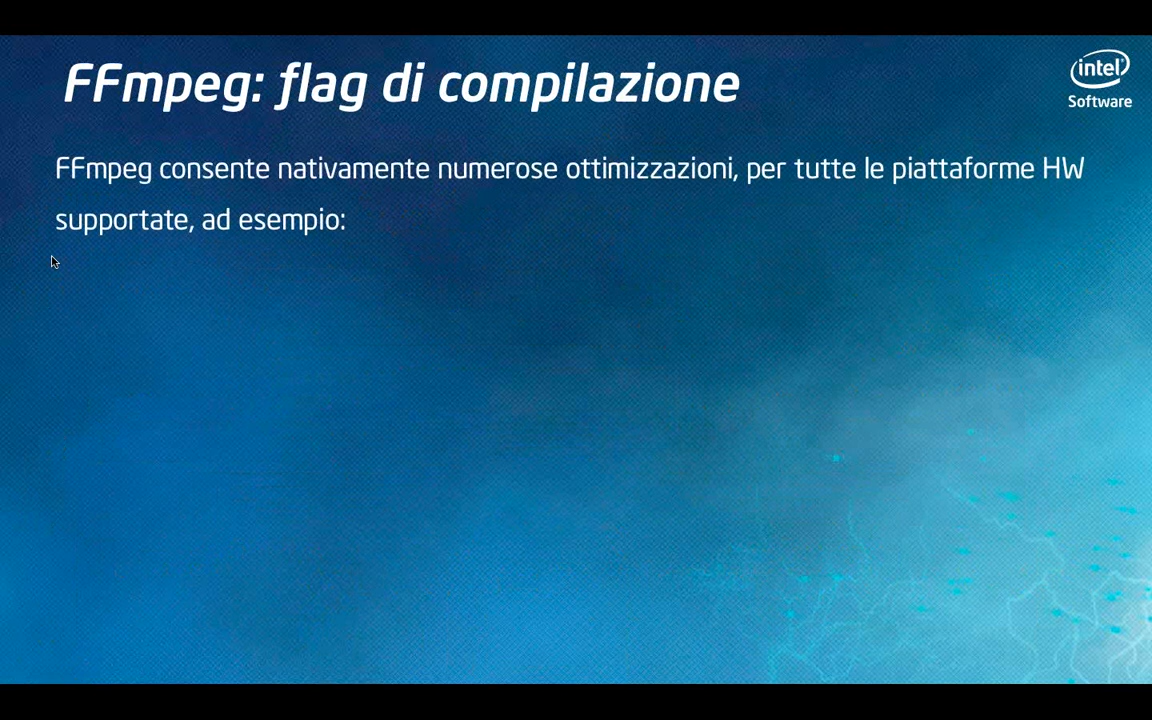 FFmpeg: flag di compilazione
intel
Software
FFmpeg consente nativamente numerose ottimizzazioni, per tutte le piattaforme HW
supportate, ad esempio: